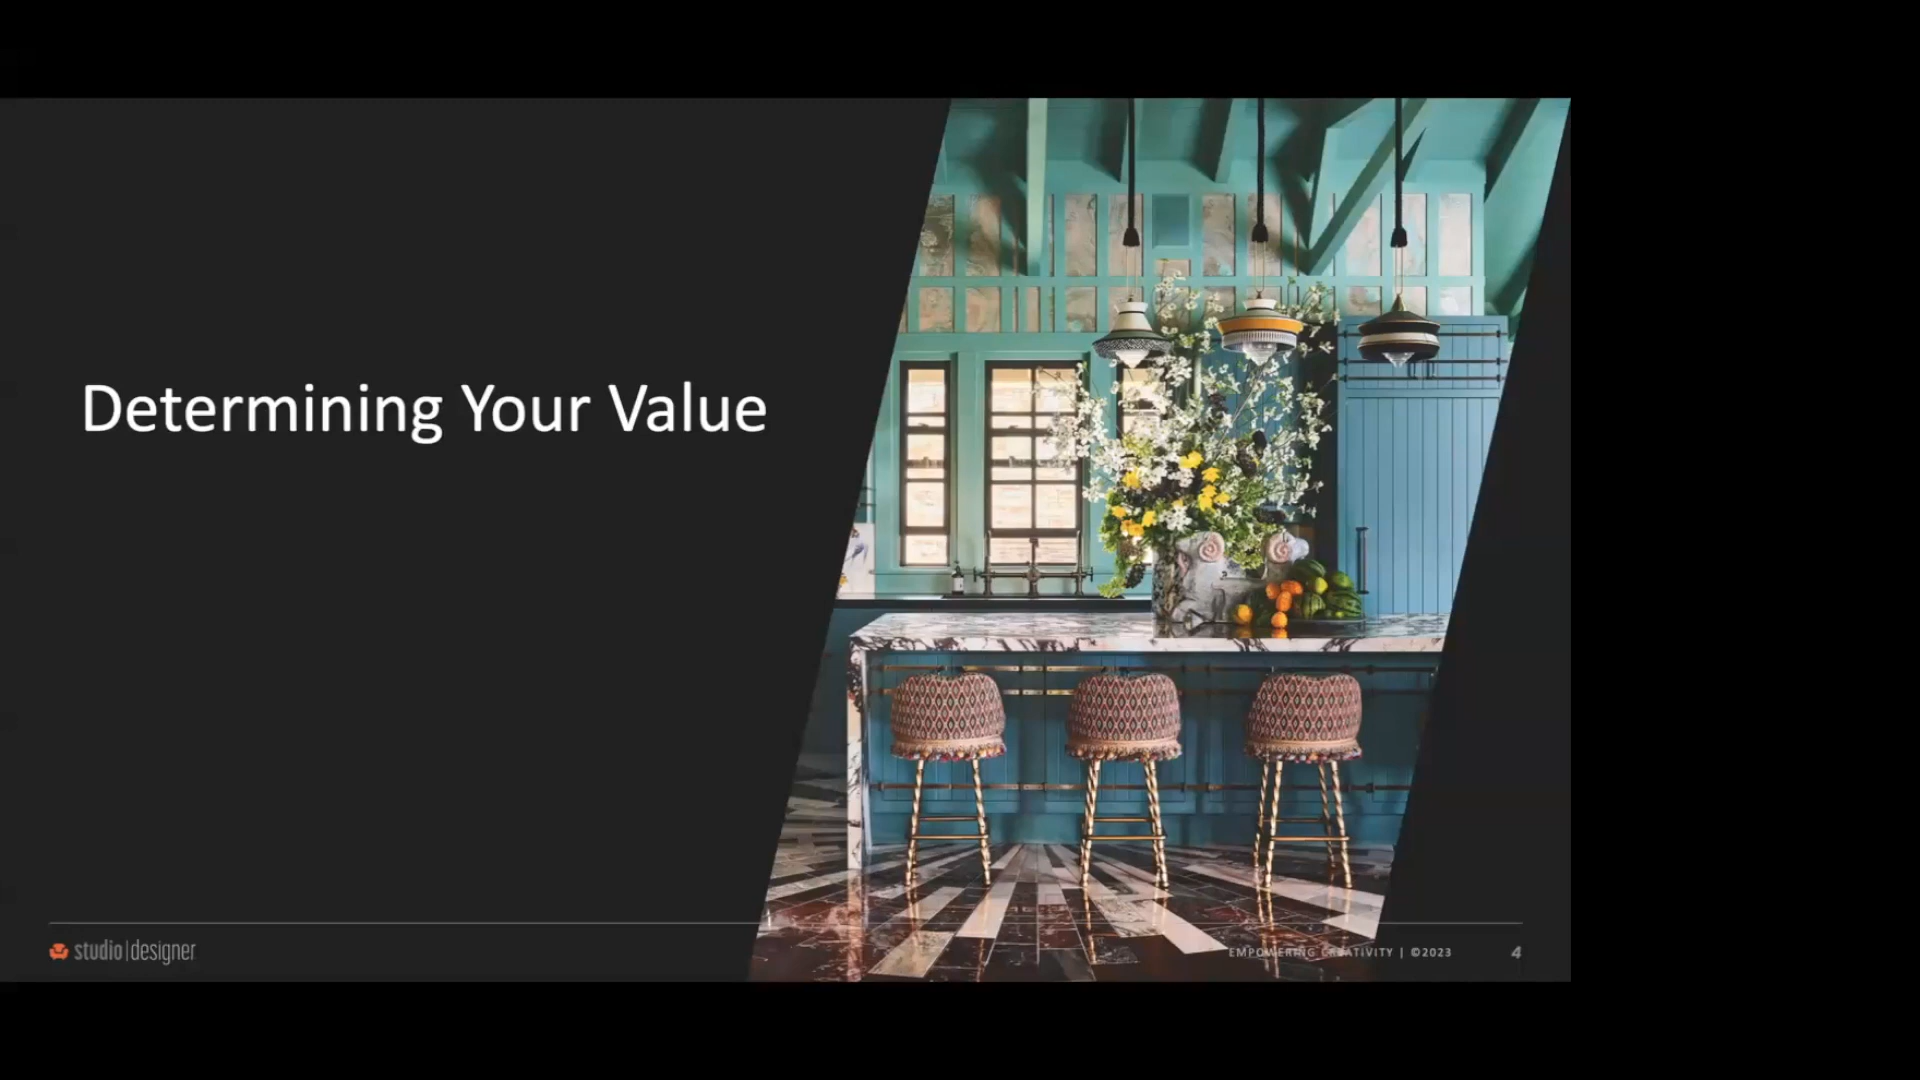 Determining Your Value
studio|designer
EMPOWERING CREATIVITY | ©2023
4